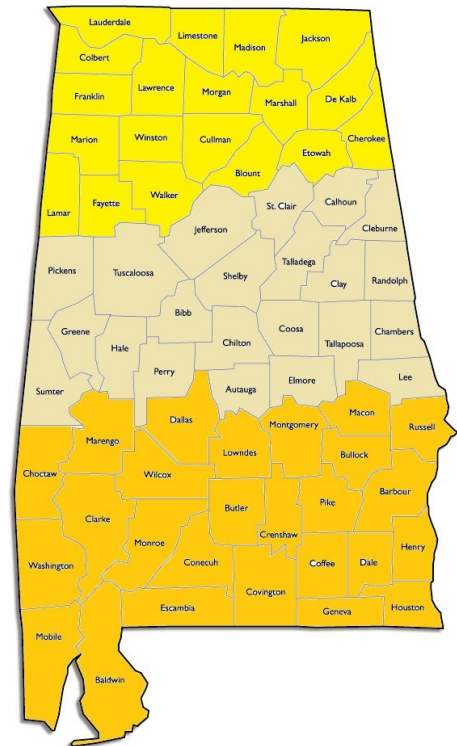 Lauderdale
Limestone
Madison
Jackson
Colbert
Lawrence
Franklin
Morgan
Marshall
De Kalb
Marion
Winston
Cullman
Etowah
Cherokee
Blount
Lamar
Fayette
Walker
St. Clair
Calhoun
Jefferson
Cleburne
Pickens
Tuscaloosa
Shelby
Talladega
Clay
Randolph
Bibb
Greene
Hale
Chilton
Coosa
Tallapoosa
Chambers
Sumter
Perry
Autauga
Elmore
Lee
Dallas
Macon
Marengo
Montgomery
Russell
Choctaw
Lowndes
Bullock
Wilcox
Barbour
Clarke
Butler
Pike
Monroe
Crenshaw
Washington
Conecuh
Coffee
Dale
Henry
Covington
Escambia
Geneva
Houston
Mobile
Baldwin